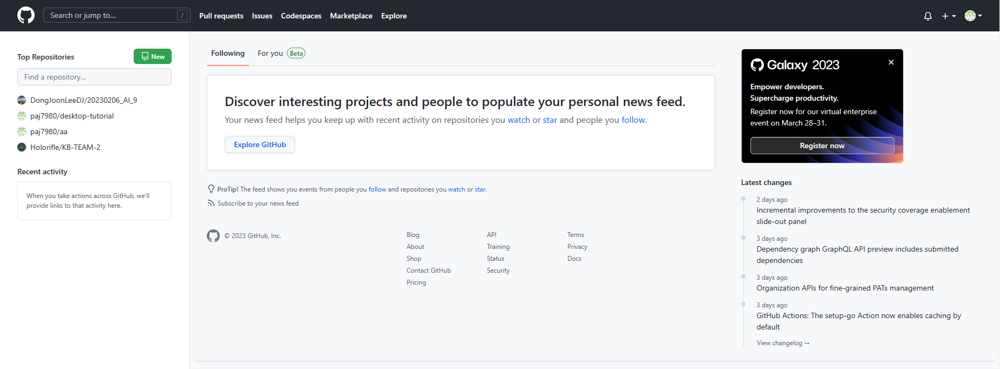 Search or jump to...
/
Pull requests
Issues
Codespaces
Marketplace
Explore
Top Repositories
New
Find a repository...
DongJoonLeeDJ/20230206_AI_9
paj7980/desktop-tutorial
paj7980/aa
Holorifle/KB-TEAM-2
Recent activity
When you take actions across GitHub, we'll
provide links to that activity here.
Following
For you
Beta
Discover interesting projects and people to populate your personal news feed.
Your news feed helps you keep up with recent activity on repositories you watch or star and people you follow.
Explore GitHub
ProTip! The feed shows you events from people you follow and repositories you watch or star.
Subscribe to your news feed
© 2023 GitHub, Inc.
Blog
About
Shop
Contact GitHub
Pricing
API
Training
Status
Security
Terms
Privacy
Docs
Galaxy 2023
Empower developers.
Supercharge productivity.
Register now for our virtual enterprise
event on March 28–31.
Register now
Latest changes
2 days ago
Incremental improvements to the security coverage enablement
slide-out panel
3 days ago
Dependency graph GraphQL API preview includes submitted
dependencies
3 days ago
Organization APIs for fine-grained PATs management
3 days ago
GitHub Actions: The setup-go Action now enables caching by
default
View changelog →